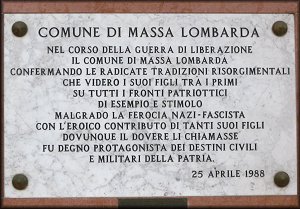 COMUNE DI MASSA LOMBARDA
NEL CORSO DELLA GUERRA DI LIBERAZIONE
IL COMUNE DI MASSA LOMBARDA
CONFERMANDO LE RADICATE TRADIZIONI RISORGIMENTALI
CHE VIDERO I SUOI FIGLI TRA I PRIMI
SU TUTTI I FRONTI PATRIOTTICI
DI ESEMPIO E STIMOLO
MALGRADO LA FEROCIA NAZI-FASCISTA
CON L'EROICO CONTRIBUTO DI TANTI SUOI FIGLI
DOVUNQUE IL DOVERE LI CHIAMASSE
FU DEGNO PROTAGONISTA DEI DESTINI CIVILI
E MILITARI DELLA PATRIA.
25 APRILE 1988